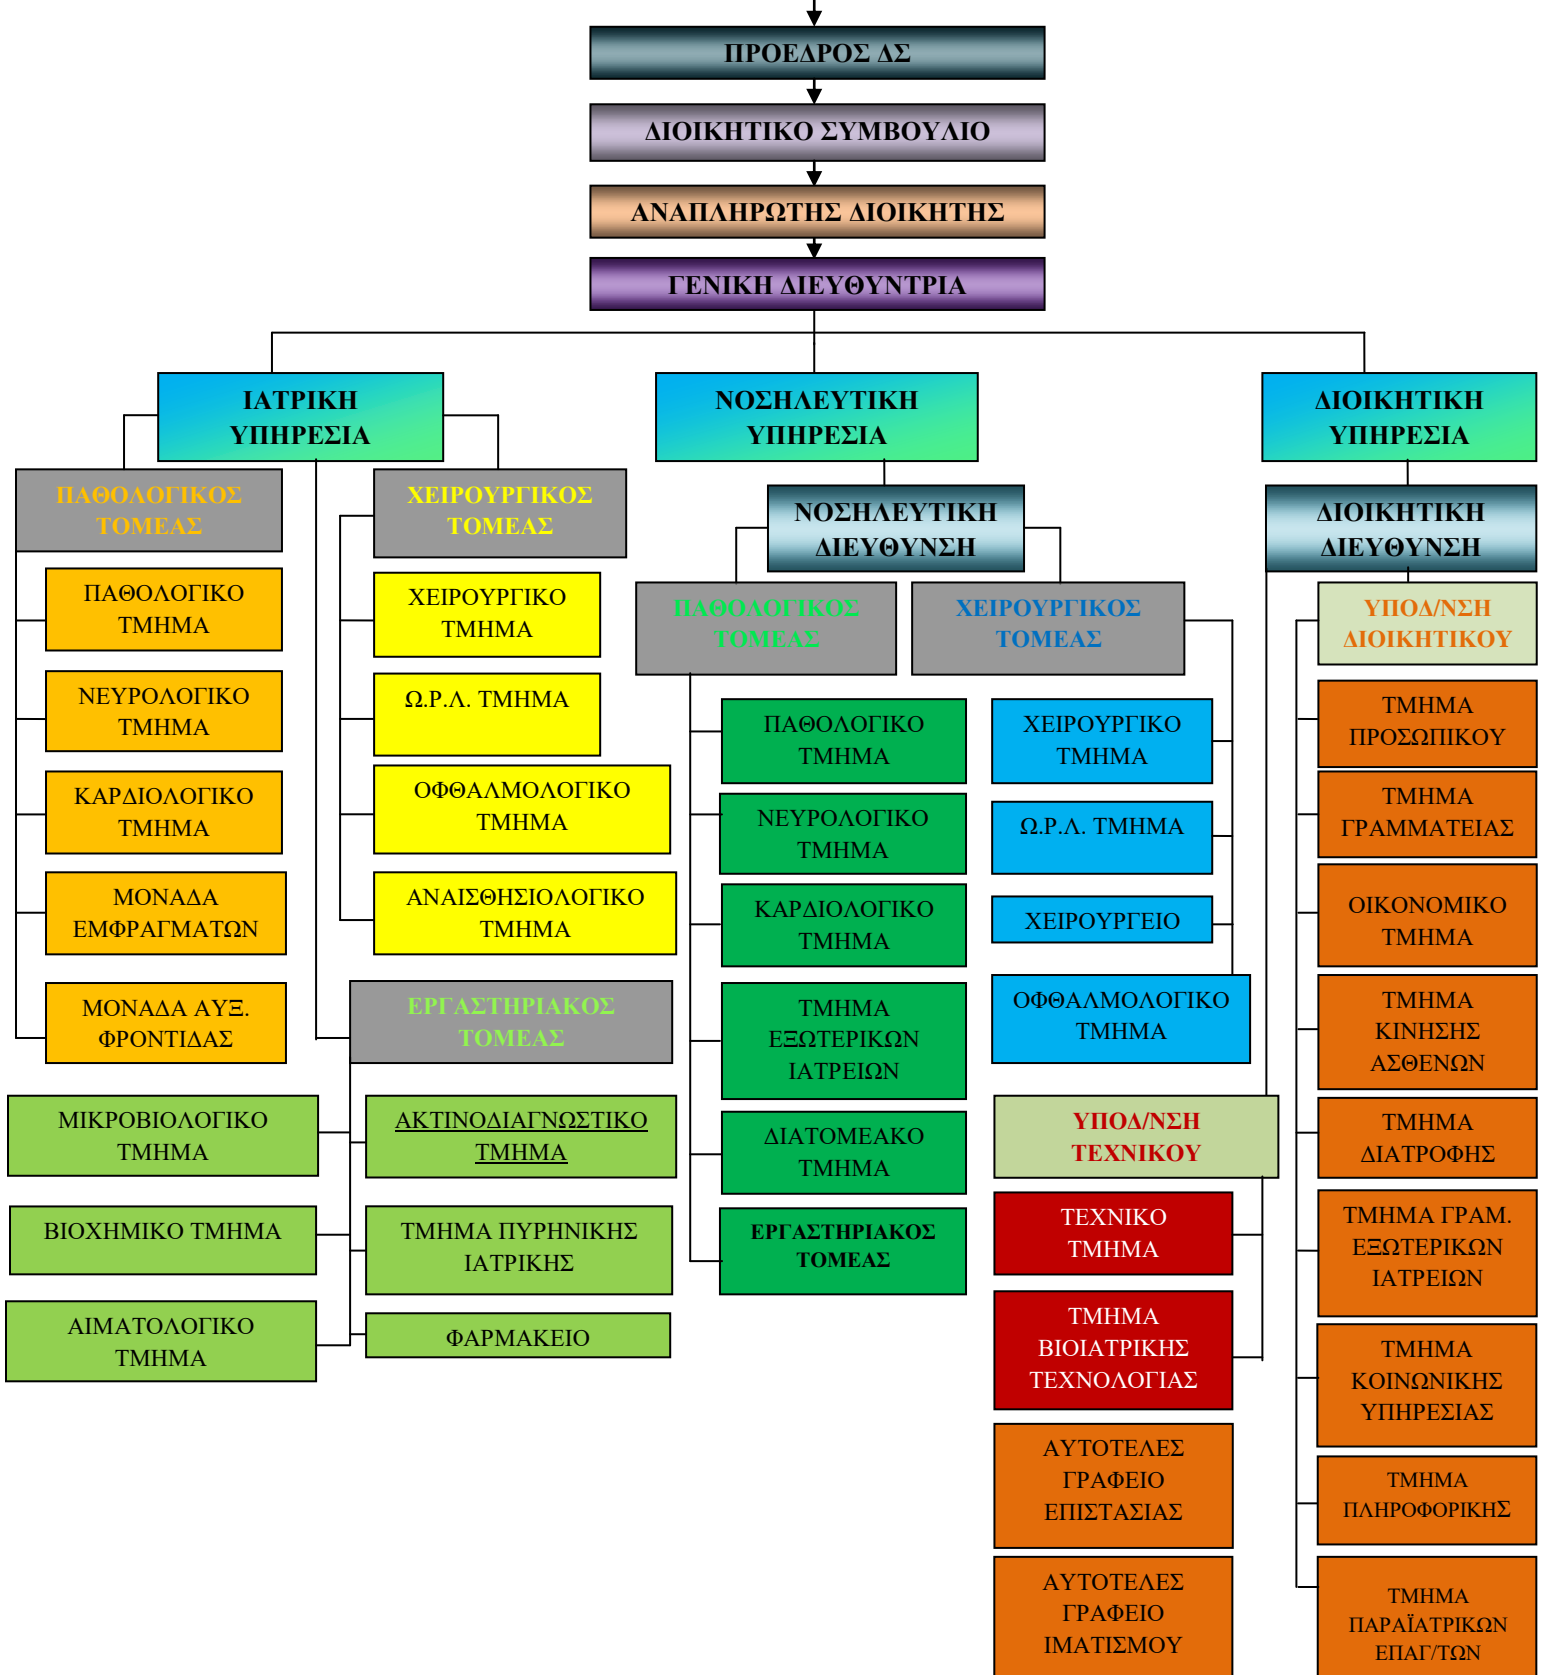 ΠΡΟΕΔΡΟΣ ΔΣ
ΔΙΟΙΚΗΤΙΚΟ ΣΥΜΒΟΥΛΙΟ
ΑΝΑΠΛΗΡΩΤΗΣ ΔΙΟΙΚΗΤΗΣ
ΓΕΝΙΚΗ ΔΙΕΥΘΥΝΤΡΙΑ
ΙΑΤΡΙΚΗ
ΥΠΗΡΕΣΙΑ
ΠΑΘΟΛΟΓΙΚΟΣ
ΤΟΜΕΑΣ
ΠΑΘΟΛΟΓΙΚΟ
ΤΜΗΜΑ
ΝΕΥΡΟΛΟΓΙΚΟ
ΤΜΗΜΑ
ΚΑΡΔΙΟΛΟΓΙΚΟ
ΤΜΗΜΑ
ΜΟΝΑΔΑ
ΕΜΦΡΑΓΜΑΤΩΝ
ΜΟΝΑΔΑ ΑΥΞ.
ΦΡΟΝΤΙΔΑΣ
ΧΕΙΡΟΥΡΓΙΚΟΣ
ΤΟΜΕΑΣ
ΧΕΙΡΟΥΡΓΙΚΟ
ΤΜΗΜΑ
Ω.Ρ.Λ. ΤΜΗΜΑ
ΟΦΘΑΛΜΟΛΟΓΙΚΟ
ΤΜΗΜΑ
ΑΝΑΙΣΘΗΣΙΟΛΟΓΙΚΟ
ΤΜΗΜΑ
ΕΡΓΑΣΤΗΡΙΑΚΟΣ
ΤΟΜΕΑΣ
ΜΙΚΡΟΒΙΟΛΟΓΙΚΟ
ΤΜΗΜΑ
ΒΙΟΧΗΜΙΚΟ ΤΜΗΜΑ
ΑΙΜΑΤΟΛΟΓΙΚΟ
ΤΜΗΜΑ
ΑΚΤΙΝΟΔΙΑΓΝΩΣΤΙΚΟ
ΤΜΗΜΑ
ΤΜΗΜΑ ΠΥΡΗΝΙΚΗΣ
ΙΑΤΡΙΚΗΣ
ΦΑΡΜΑΚΕΙΟ
ΝΟΣΗΛΕΥΤΙΚΗ
ΥΠΗΡΕΣΙΑ
ΝΟΣΗΛΕΥΤΙΚΗ
ΔΙΕΥΘΥΝΣΗ
ΠΑΘΟΛΟΓΙΚΟΣ
ΤΟΜΕΑΣ
ΠΑΘΟΛΟΓΙΚΟ
ΤΜΗΜΑ
ΝΕΥΡΟΛΟΓΙΚΟ
ΤΜΗΜΑ
ΚΑΡΔΙΟΛΟΓΙΚΟ
ΤΜΗΜΑ
ΤΜΗΜΑ
ΕΞΩΤΕΡΙΚΩΝ
ΙΑΤΡΕΙΩΝ
ΔΙΑΤΟΜΕΑΚΟ
ΤΜΗΜΑ
ΕΡΓΑΣΤΗΡΙΑΚΟΣ
ΤΟΜΕΑΣ
ΧΕΙΡΟΥΡΓΙΚΟΣ
ΤΟΜΕΑΣ
ΧΕΙΡΟΥΡΓΙΚΟ
ΤΜΗΜΑ
Ω.Ρ.Λ. ΤΜΗΜΑ
ΧΕΙΡΟΥΡΓΕΙΟ
ΟΦΘΑΛΜΟΛΟΓΙΚΟ
ΤΜΗΜΑ
ΔΙΟΙΚΗΤΙΚΗ
ΥΠΗΡΕΣΙΑ
ΔΙΟΙΚΗΤΙΚΗ
ΔΙΕΥΘΥΝΣΗ
ΥΠΟΔ/ΝΣΗ
ΤΕΧΝΙΚΟΥ
ΤΕΧΝΙΚΟ
ΤΜΗΜΑ
ΤΜΗΜΑ
ΒΙΟΙΑΤΡΙΚΗΣ
ΤΕΧΝΟΛΟΓΙΑΣ
ΑΥΤΟΤΕΛΕΣ
ΓΡΑΦΕΙΟ
ΕΠΙΣΤΑΣΙΑΣ
ΑΥΤΟΤΕΛΕΣ
ΓΡΑΦΕΙΟ
ΙΜΑΤΙΣΜΟΥ
ΥΠΟΔ/ΝΣΗ
ΔΙΟΙΚΗΤΙΚΟΥ
ΤΜΗΜΑ
ΠΡΟΣΩΠΙΚΟΥ
ΤΜΗΜΑ
ΓΡΑΜΜΑΤΕΙΑΣ
ΟΙΚΟΝΟΜΙΚΟ
ΤΜΗΜΑ
ΤΜΗΜΑ
ΚΙΝΗΣΗΣ
ΑΣΘΕΝΩΝ
ΤΜΗΜΑ
ΔΙΑΤΡΟΦΗΣ
ΤΜΗΜΑ ΓΡΑΜ.
ΕΞΩΤΕΡΙΚΩΝ
ΙΑΤΡΕΙΩΝ
ΤΜΗΜΑ
ΚΟΙΝΩΝΙΚΗΣ
ΥΠΗΡΕΣΙΑΣ
ΤΜΗΜΑ
ΠΛΗΡΟΦΟΡΙΚΗΣ
ΤΜΗΜΑ
ΠΑΡΑΪΑΤΡΙΚΩΝ
ΕΠΑΓ/ΤΩΝ